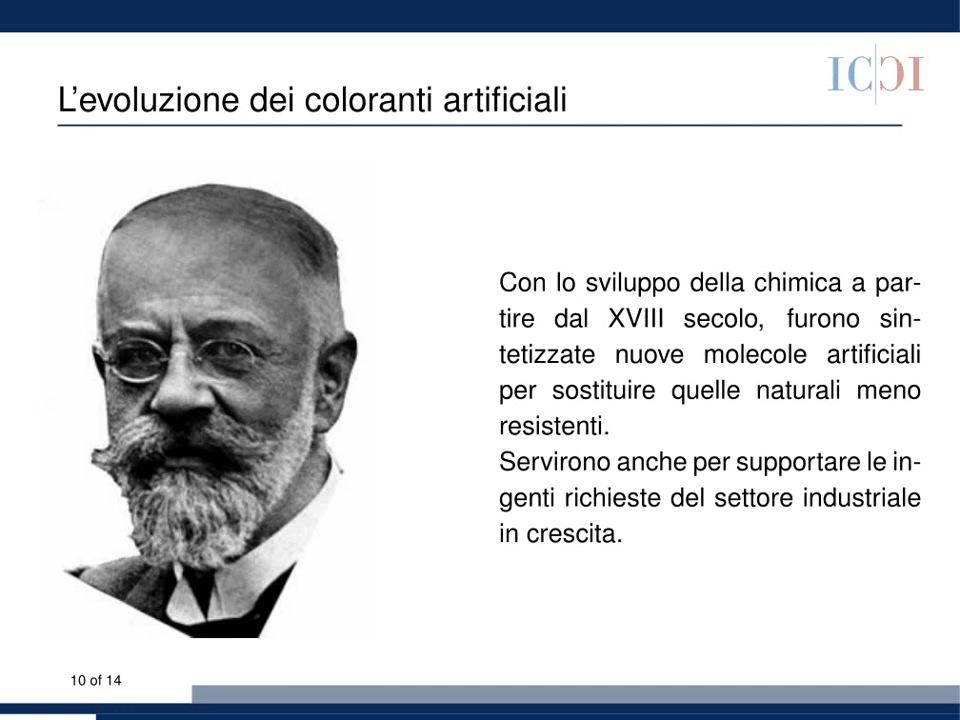 ICCI
L’evoluzione dei coloranti artificiali
Con lo sviluppo della chimica a par-
tire dal XVIII secolo, furono sin-
tetizzate nuove molecole artificiali
per sostituire quelle naturali meno
resistenti.
Servirono anche per supportare le in-
genti richieste del settore industriale
in crescita.
10 of 14